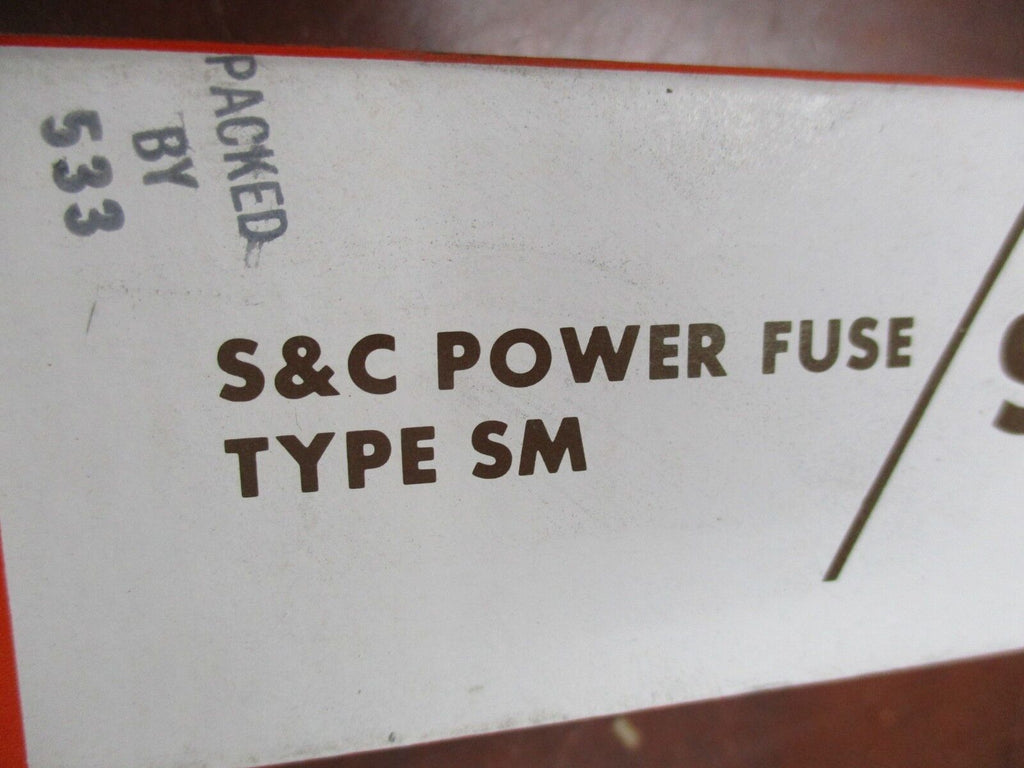 PACKED
BY
533
S&C POWER FUSE
TYPE SM